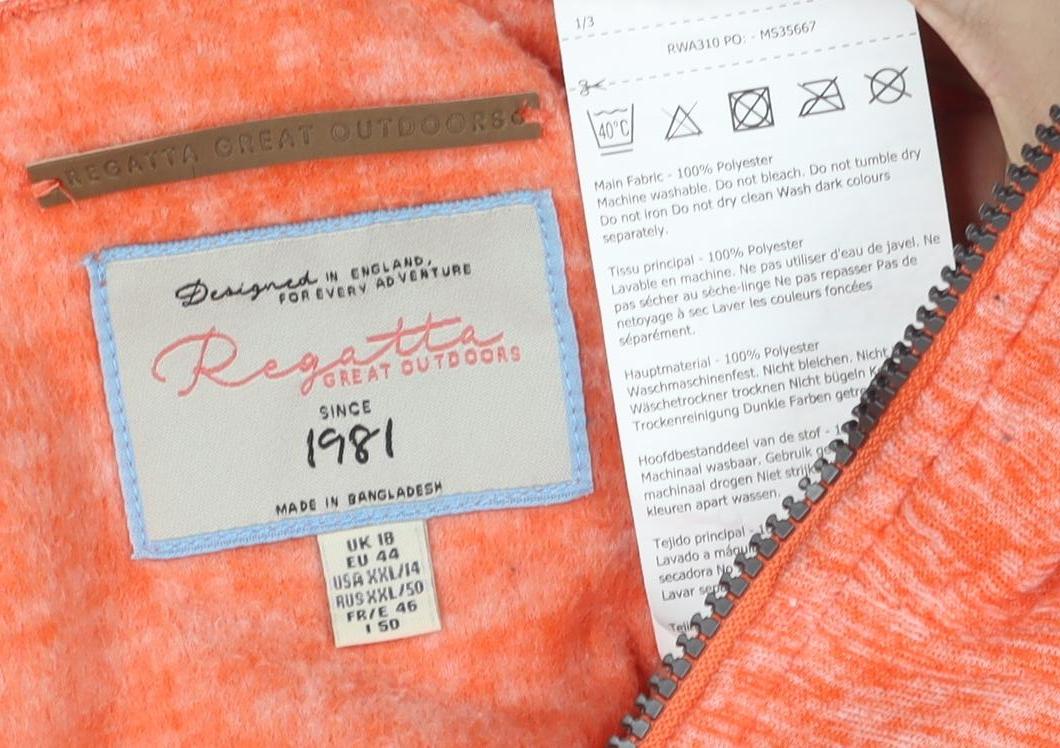 REGATTA GREAT OUTDOORS
Designed IN ENGLAND,
FOR EVERY ADVENTURE
Regatta
GREAT OUTDOORS
SINCE
1981
MADE IN BANGLADESH
UK 18
EU 44
USA XXL/14
RUS XXL/50
FR/E 46
I 50
1/3
RWA310 PO: - M535667
40°C
Main Fabric - 100% Polyester
Machine washable. Do not bleach. Do not tumble dry
Do not iron Do not dry clean Wash dark colours
separately.
Tissu principal - 100% Polyester
Lavable en machine. Ne pas utiliser d'eau de javel. Ne
pas sécher au sèche-linge Ne pas repasser Pas de
netoyage à sec Laver les couleurs foncées
séparément.
Hauptmaterial - 100% Polyester
Waschmaschinenfest. Nicht bleichen. Nicht
Wäschetrockner trocknen Nicht bügeln
Trockenreinigung Dunkle Farben
Hoofdbestanddeel van de stof -
Machinaal wasbaar, Gebruik
machinaal drogen Niet
kleuren apart wassen.
Tejido principal -
Lavado a
secadora No
Lavar